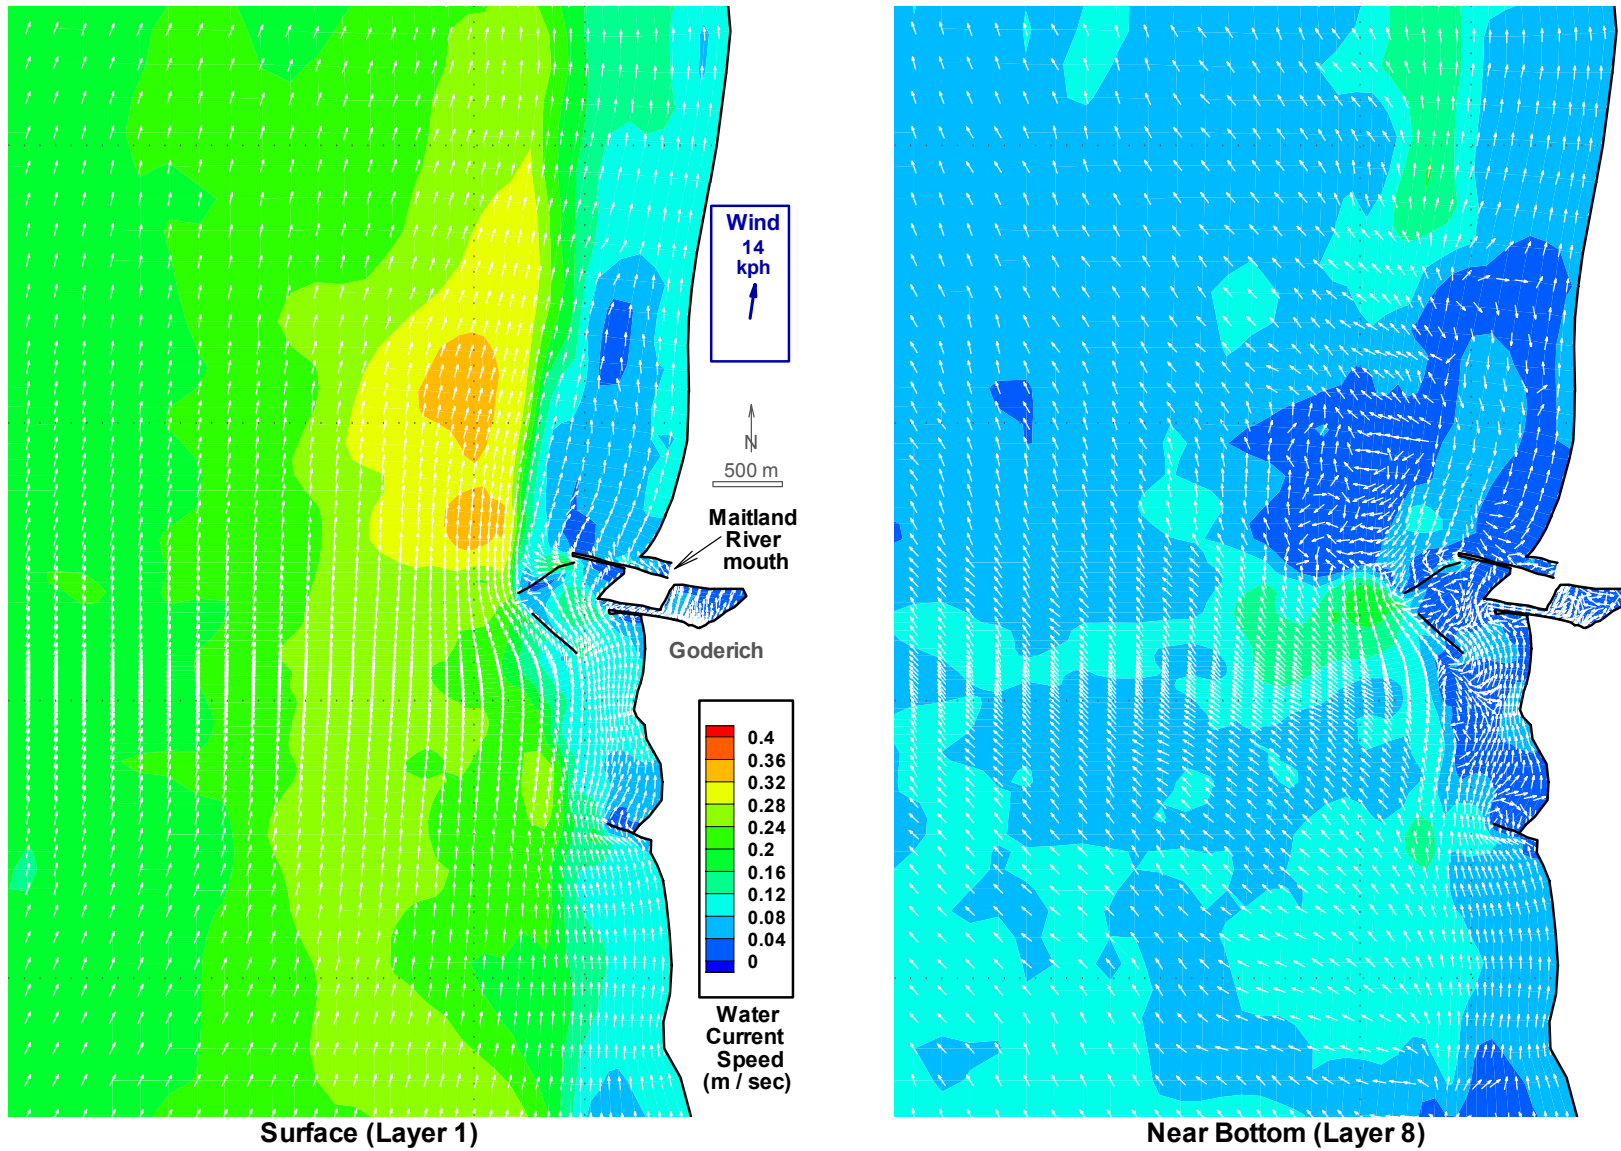 Wind
14
kph
N
500 m
Maitland
River
mouth
Goderich
0.4
0.36
0.32
0.28
0.24
0.2
0.16
0.12
0.08
0.04
0
Water
Current
Speed
(m / sec)
Surface (Layer 1)
Near Bottom (Layer 8)